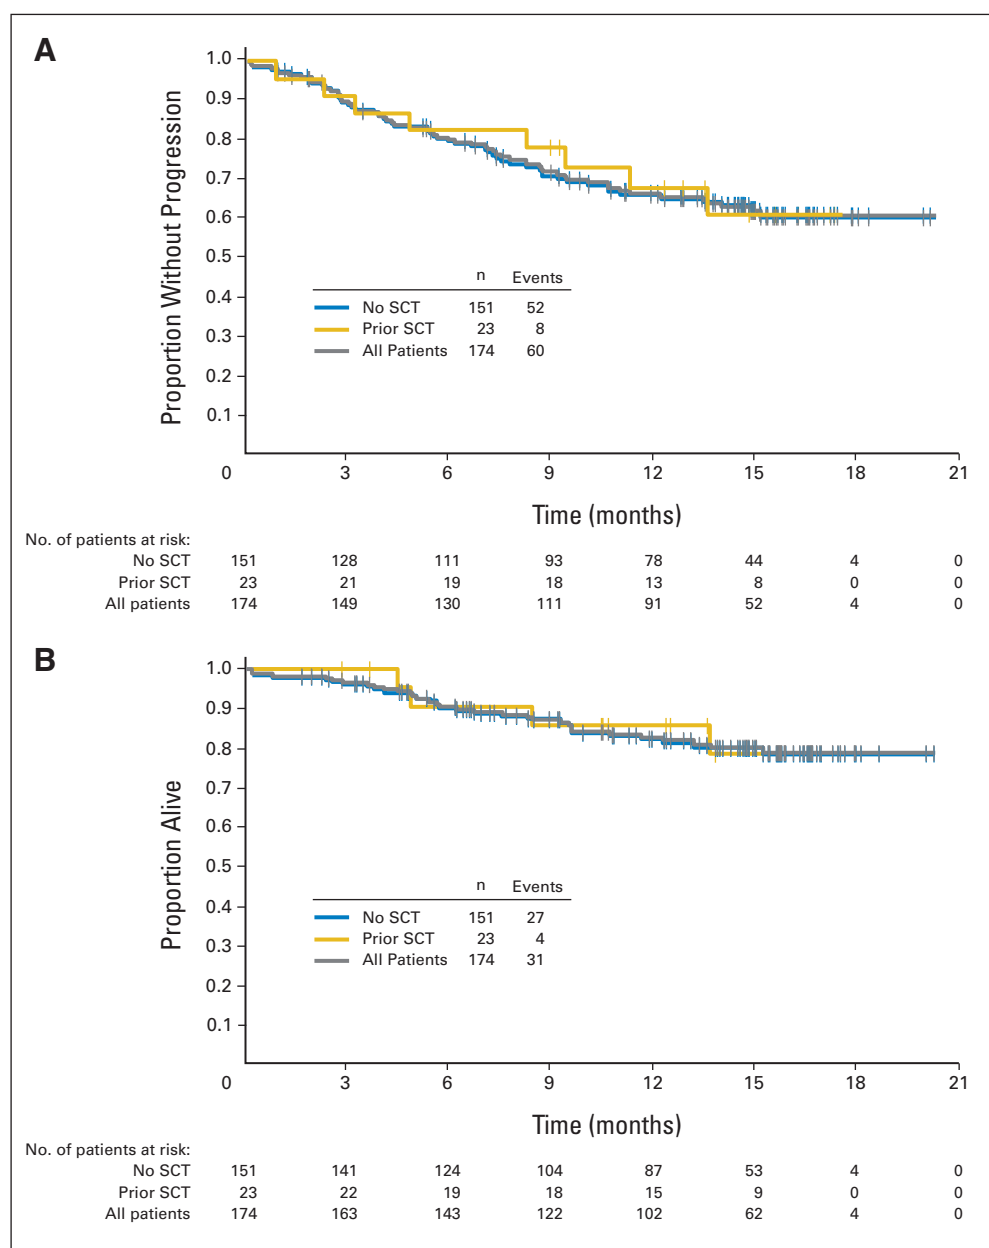 A
1.0
0.9
0.8
0.7
0.6
0.5
0.4
0.3
0.2
0.1
Proportion Without Progression
n Events
No SCT 151 52
Prior SCT 23 8
All Patients 174 60
0 3 6 9 12 15 18 21
Time (months)
No. of patients at risk:
No SCT 151 128 111 93 78 44 4 0
Prior SCT 23 21 19 18 13 8 0 0
All patients 174 149 130 111 91 52 4 0
B
1.0
0.9
0.8
0.7
0.6
0.5
0.4
0.3
0.2
0.1
Proportion Alive
n Events
No SCT 151 27
Prior SCT 23 4
All Patients 174 31
0 3 6 9 12 15 18 21
Time (months)
No. of patients at risk:
No SCT 151 141 124 104 87 53 4 0
Prior SCT 23 22 19 18 15 9 0 0
All patients 174 163 143 122 102 62 4 0